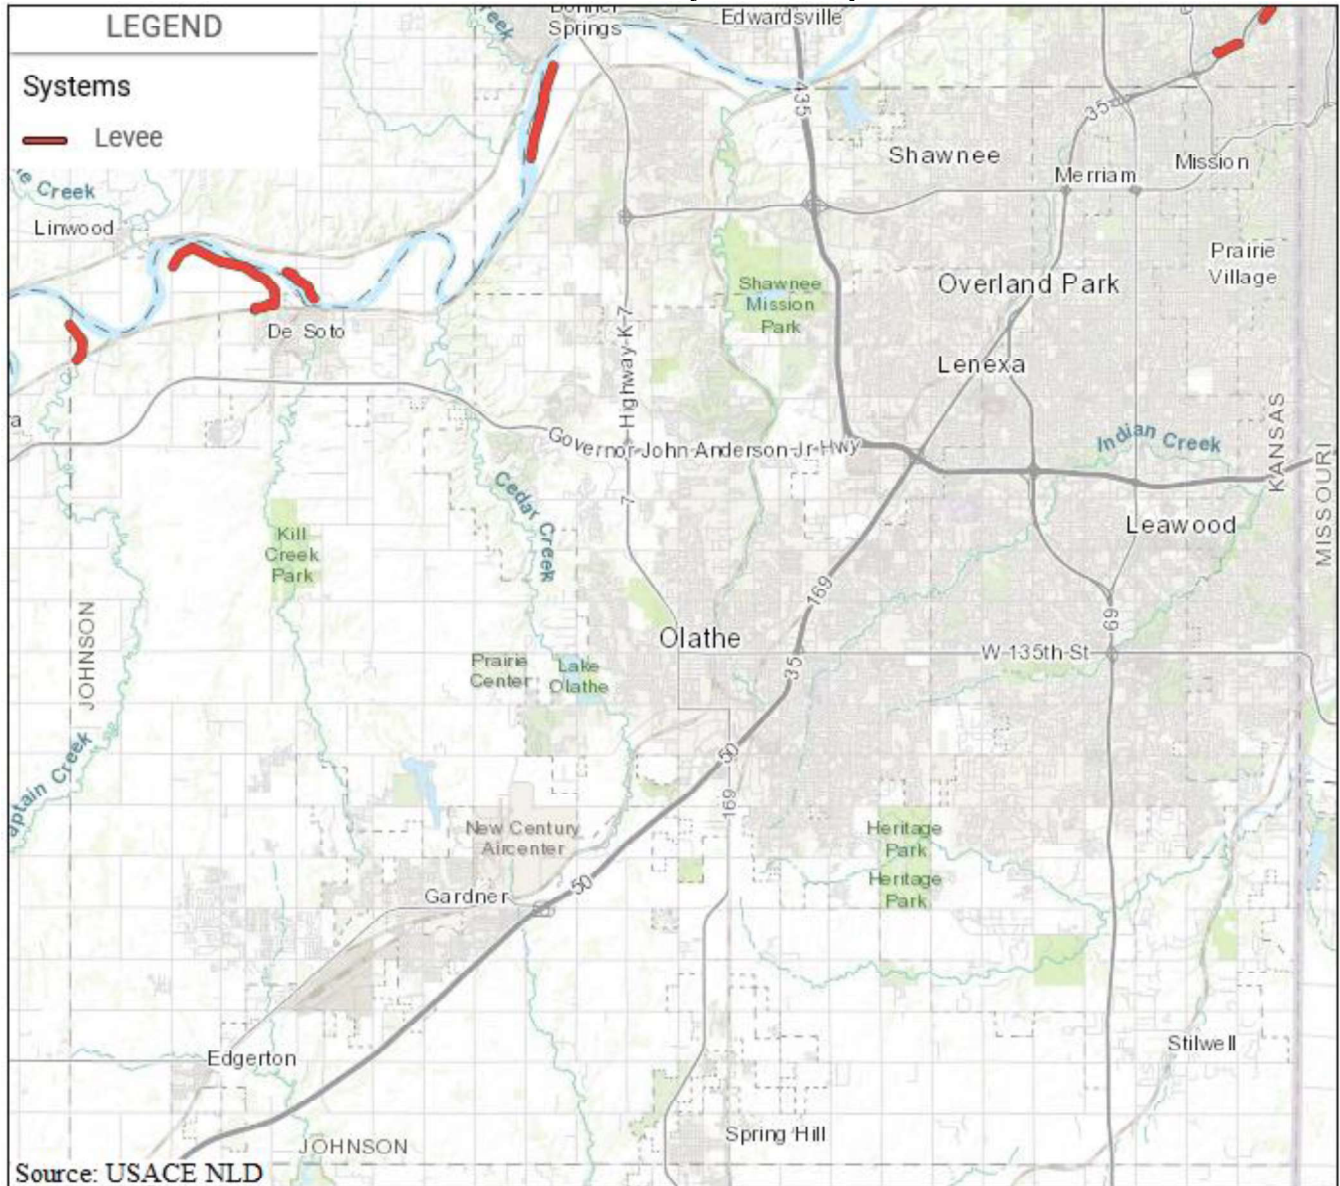 LEGEND
Systems
Levee
Springs
Edwardsville
435
35
Shawnee
Mission
Merriam
Creek
Linwood
Prairie
Village
Overland Park
Shawnee
Mission
Park
De Soto
Highway-K-7
Lenexa
KANSAS
MISSOURI
Governor-John-Anderson-Jr-Hwy
Indian Creek
7
Cedar Creek
Leawood
Kill
Creek
Park
169
69
JOHNSON
Olathe
W 135th-St
35
Prairie
Center
Lake
Olathe
50
169
New Century
Aircenter
Heritage
Park
Heritage
Park
50
Gardner
Stilwell
Edgerton
Spring Hill
JOHNSON
Source: USACE NLD